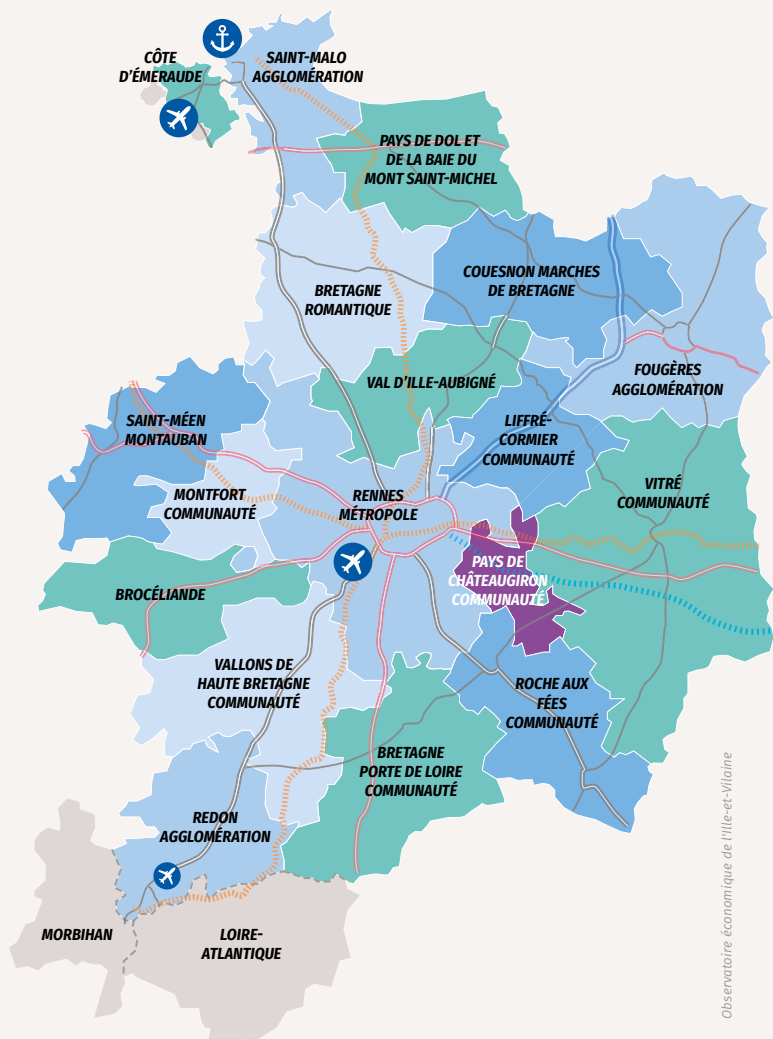 CÔTE
D'ÉMERAUDE
SAINT-MALO
AGGLOMÉRATION
PAYS DE DOL ET
DE LA BAIE DU
MONT SAINT-MICHEL
COUESNON MARCHES
DE BRETAGNE
BRETAGNE
ROMANTIQUE
FOUGÈRES
AGGLOMÉRATION
VAL D'ILLE-AUBIGNÉ
SAINT-MÉEN
MONTAUBAN
LIFFRÉ-
CORMIER
COMMUNAUTÉ
VITRÉ
COMMUNAUTÉ
MONTFORT
COMMUNAUTÉ
RENNES
MÉTROPOLE
PAYS DE
CHÂTEAUGIRON
COMMUNAUTÉ
BROCÉLIANDE
VALLONS DE
HAUTE BRETAGNE
COMMUNAUTÉ
ROCHE AUX
FÉES
COMMUNAUTÉ
BRETAGNE
PORTE DE LOIRE
COMMUNAUTÉ
REDON
AGGLOMÉRATION
MORBIHAN
LOIRE-
ATLANTIQUE
Observatoire économique de l'Ille-et-Vilaine